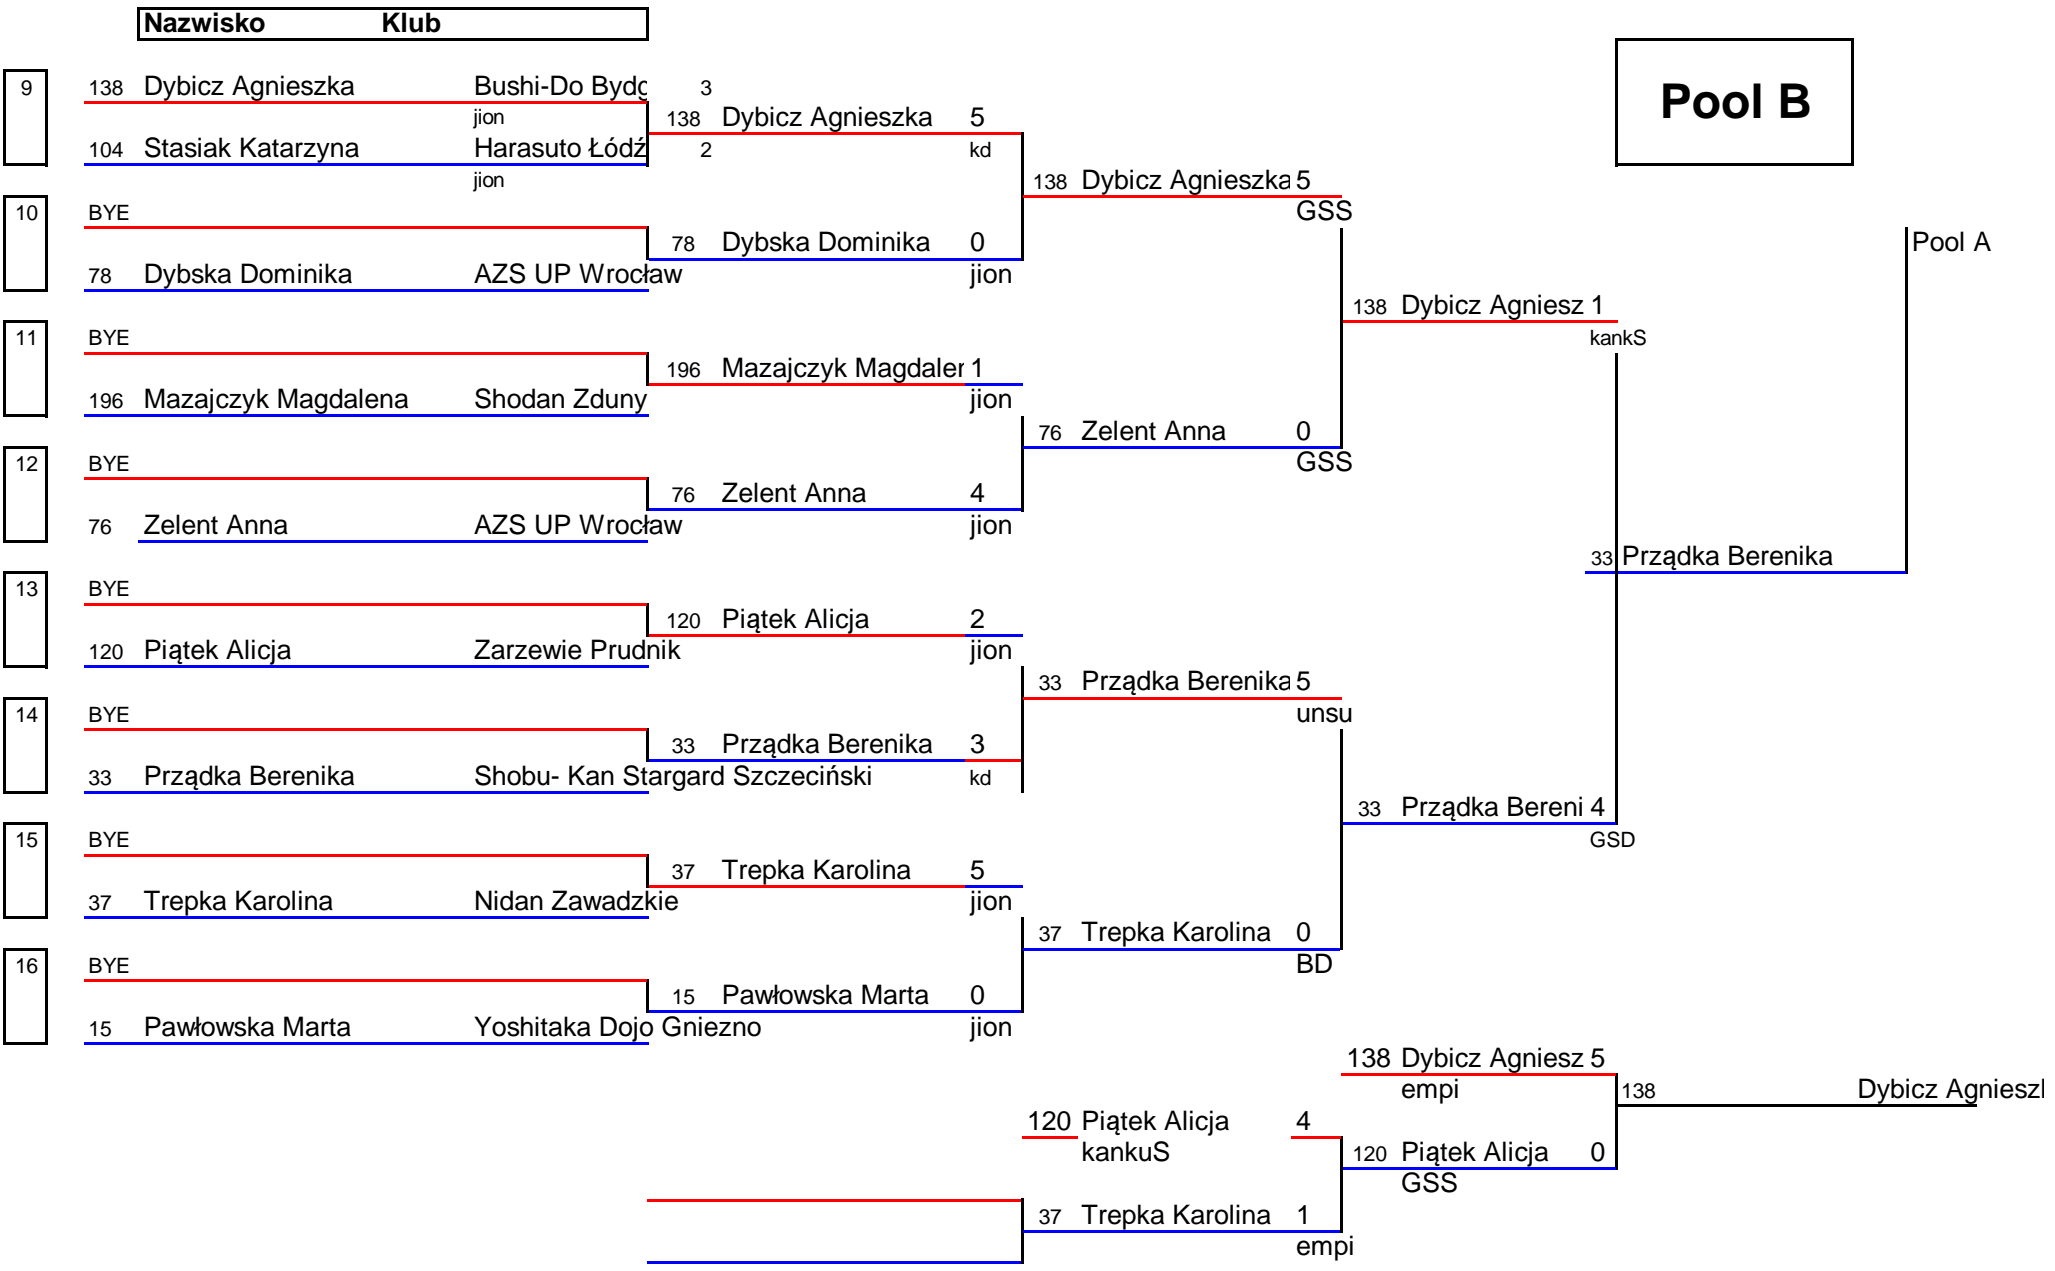 Nazwisko Klub
Pool B
9 138 Dybicz Agnieszka Bushi-Do Bydg 3
jion 138 Dybicz Agnieszka 5
104 Stasiak Katarzyna Harasuto Łódź 2 kd
jion 138 Dybicz Agnieszka 5
10 BYE GSS
78 Dybska Dominika 0 Pool A
78 Dybska Dominika AZS UP Wrocław jion
138 Dybicz Agniesz 1
11 BYE kankS
196 Mazajczyk Magdaler 1
196 Mazajczyk Magdalena Shodan Zduny jion
76 Zelent Anna 0
12 BYE GSS
76 Zelent Anna 4
76 Zelent Anna AZS UP Wrocław jion
33 Prządka Berenika
13 BYE
120 Piątek Alicja 2
120 Piątek Alicja Zarzewie Prudnik jion
33 Prządka Berenika 5
14 BYE unsu
33 Prządka Berenika 3
33 Prządka Berenika Shobu- Kan Stargard Szczeciński kd
33 Prządka Bereni 4
15 BYE GSD
37 Trepka Karolina 5
37 Trepka Karolina Nidan Zawadzkie jion
37 Trepka Karolina 0
16 BYE BD
15 Pawłowska Marta 0
15 Pawłowska Marta Yoshitaka Dojo Gniezno jion
138 Dybicz Agniesz 5
empi 138 Dybicz Agniesz
120 Piątek Alicja 4
kankuS 120 Piątek Alicja 0
GSS
37 Trepka Karolina 1
empi